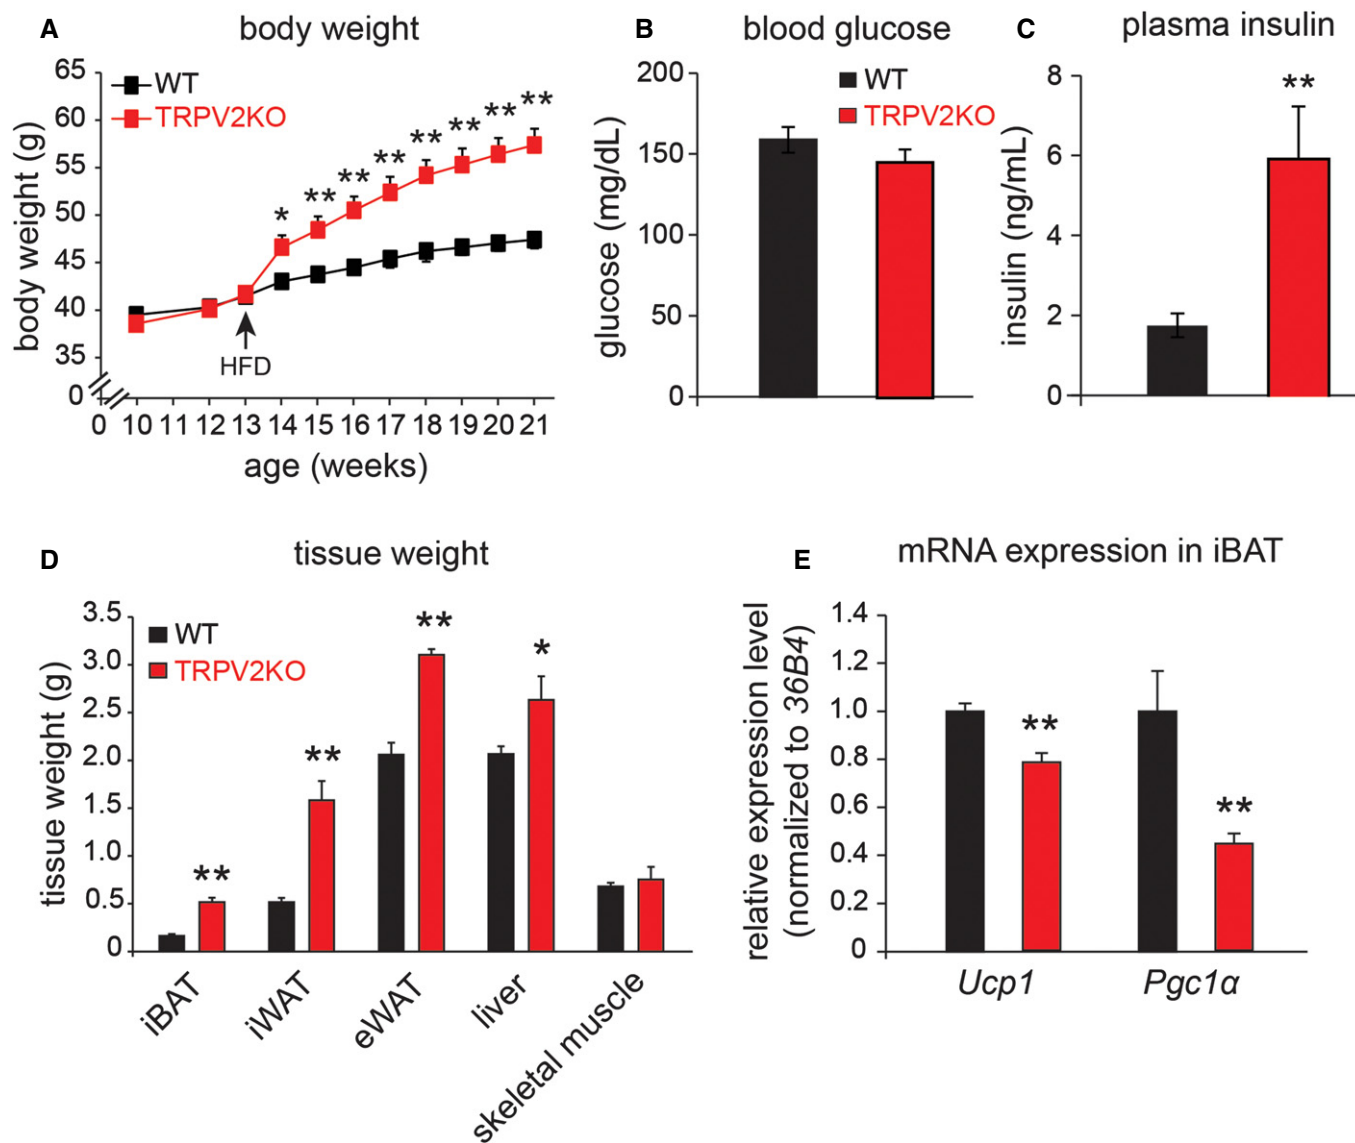 A
body weight
65
60
55
50
45
40
35
0
body weight (g)
WT
TRPV2KO
*
**
**
**
**
**
**
**
HFD
0 10 11 12 13 14 15 16 17 18 19 20 21
age (weeks)
B
blood glucose
200
150
100
50
0
glucose (mg/dL)
WT
TRPV2KO
C
plasma insulin
8
6
4
2
0
insulin (ng/mL)
**
D
tissue weight
3.5
3.0
2.5
2.0
1.5
1.0
0.5
0
tissue weight (g)
WT
TRPV2KO
**
**
**
*
iBAT
iWAT
eWAT
liver
skeletal muscle
E
mRNA expression in iBAT
1.4
1.2
1.0
0.8
0.6
0.4
0.2
0
relative expression level
(normalized to 36B4)
**
**
Ucp1
Pgc1α